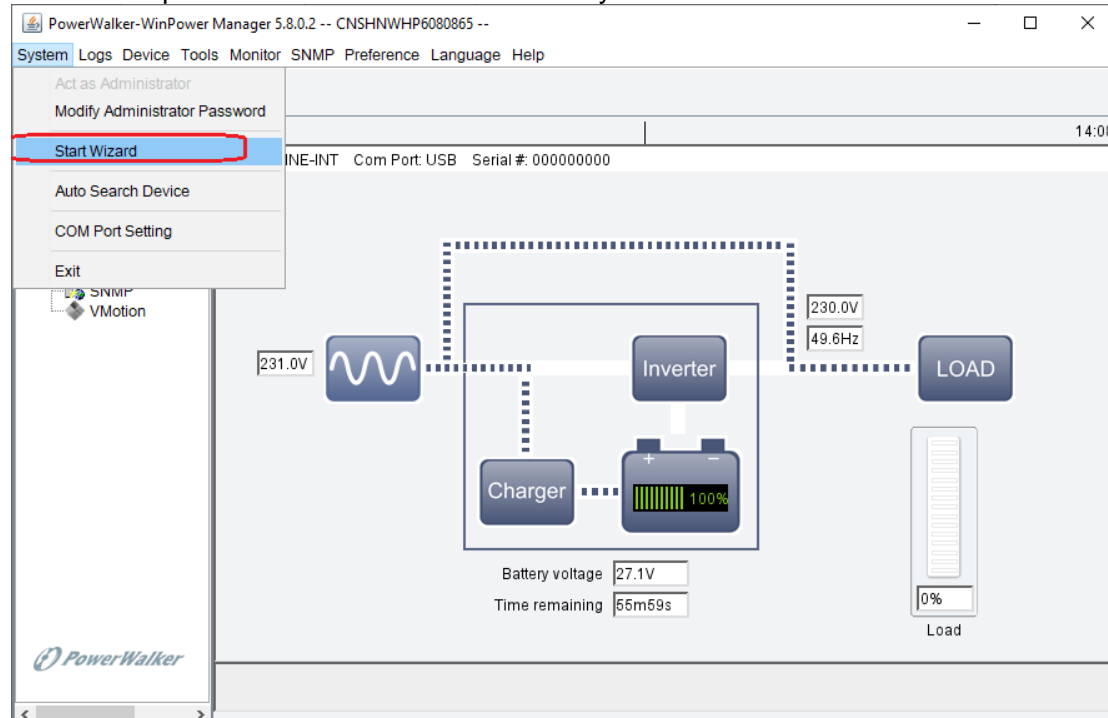 PowerWalker-WinPower Manager 5.8.0.2 -- CNSHNWHP6080865 --
System Logs Device Tools Monitor SNMP Preference Language Help
Act as Administrator
Modify Administrator Password
14:08
Start Wizard
INE-INT Com Port: USB Serial #: 000000000
Auto Search Device
COM Port Setting
Exit
SNMP
VMotion
230.0V
49.6Hz
231.0V
Inverter
LOAD
+ −
Charger
100%
Battery voltage 27.1V
Time remaining 55m59s
0%
Load
PowerWalker